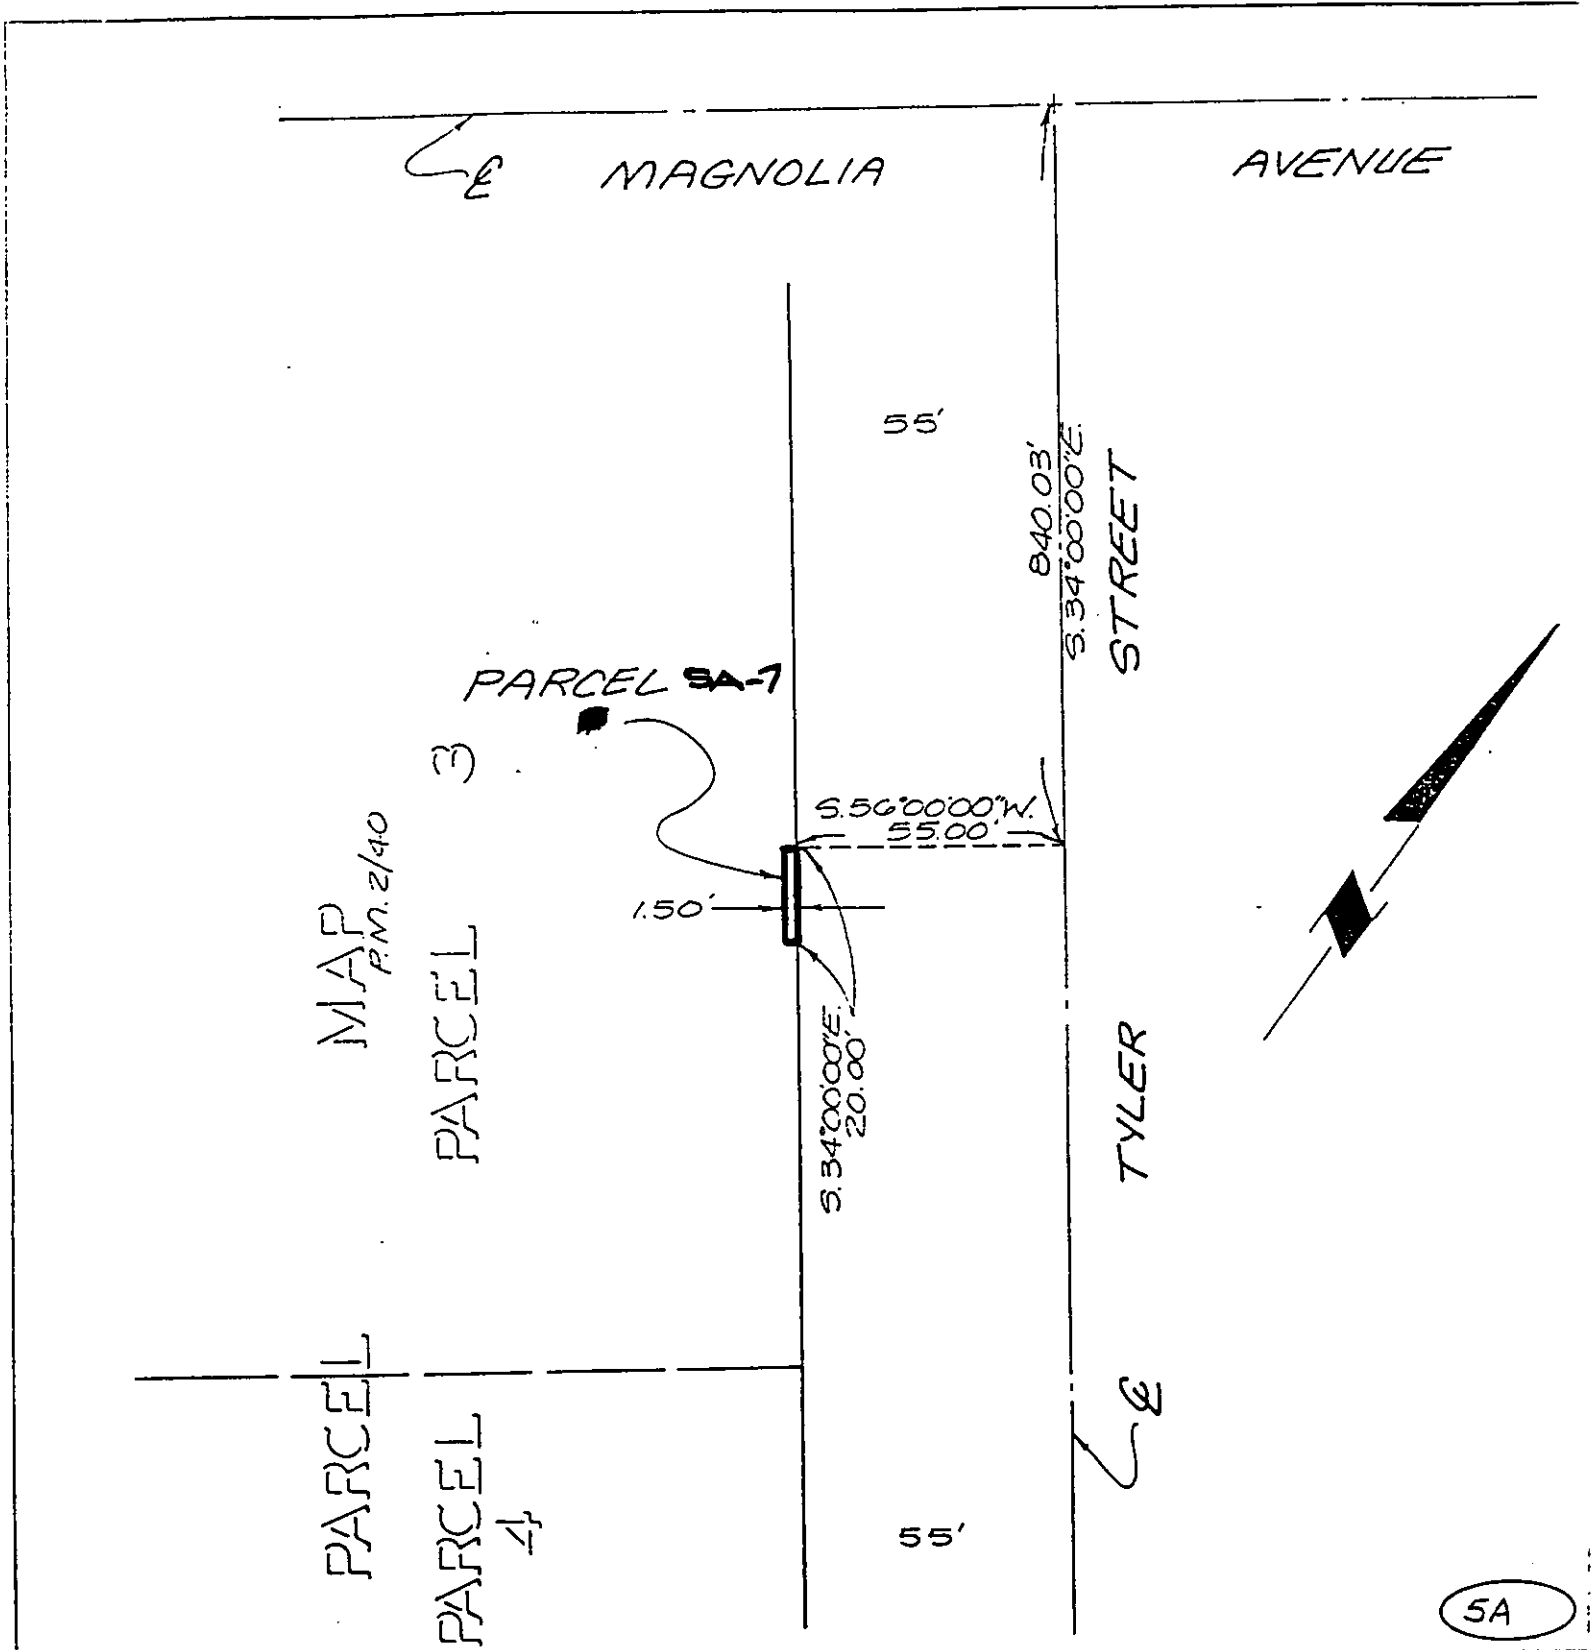 ℄ MAGNOLIA AVENUE
55'
840.03'
S.34°00'00"E.
STREET
PARCEL 5A-7
3
S.56°00'00"W.
55.00'
MAP
P.M. 2/40
1.50'
PARCEL
S.34°00'00"E.
20.00'
TYLER
PARCEL
℄
PARCEL
4
55'
5A